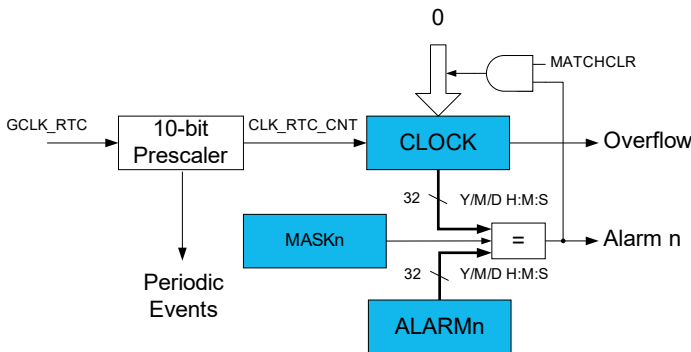 0
MATCHCLR
GCLK_RTC
10-bit
Prescaler
CLK_RTC_CNT
CLOCK
Overflow
32
Y/M/D H:M:S
MASKn
=
Alarm n
Periodic
Events
32
Y/M/D H:M:S
ALARMn